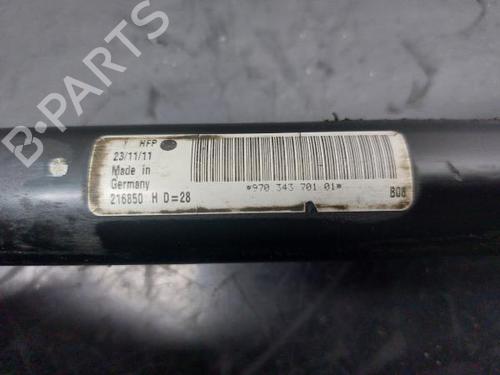 HFP
23/11/11
Made in
Germany
216850 H D=28
*970 343 701 01*
B08
B-PARTS